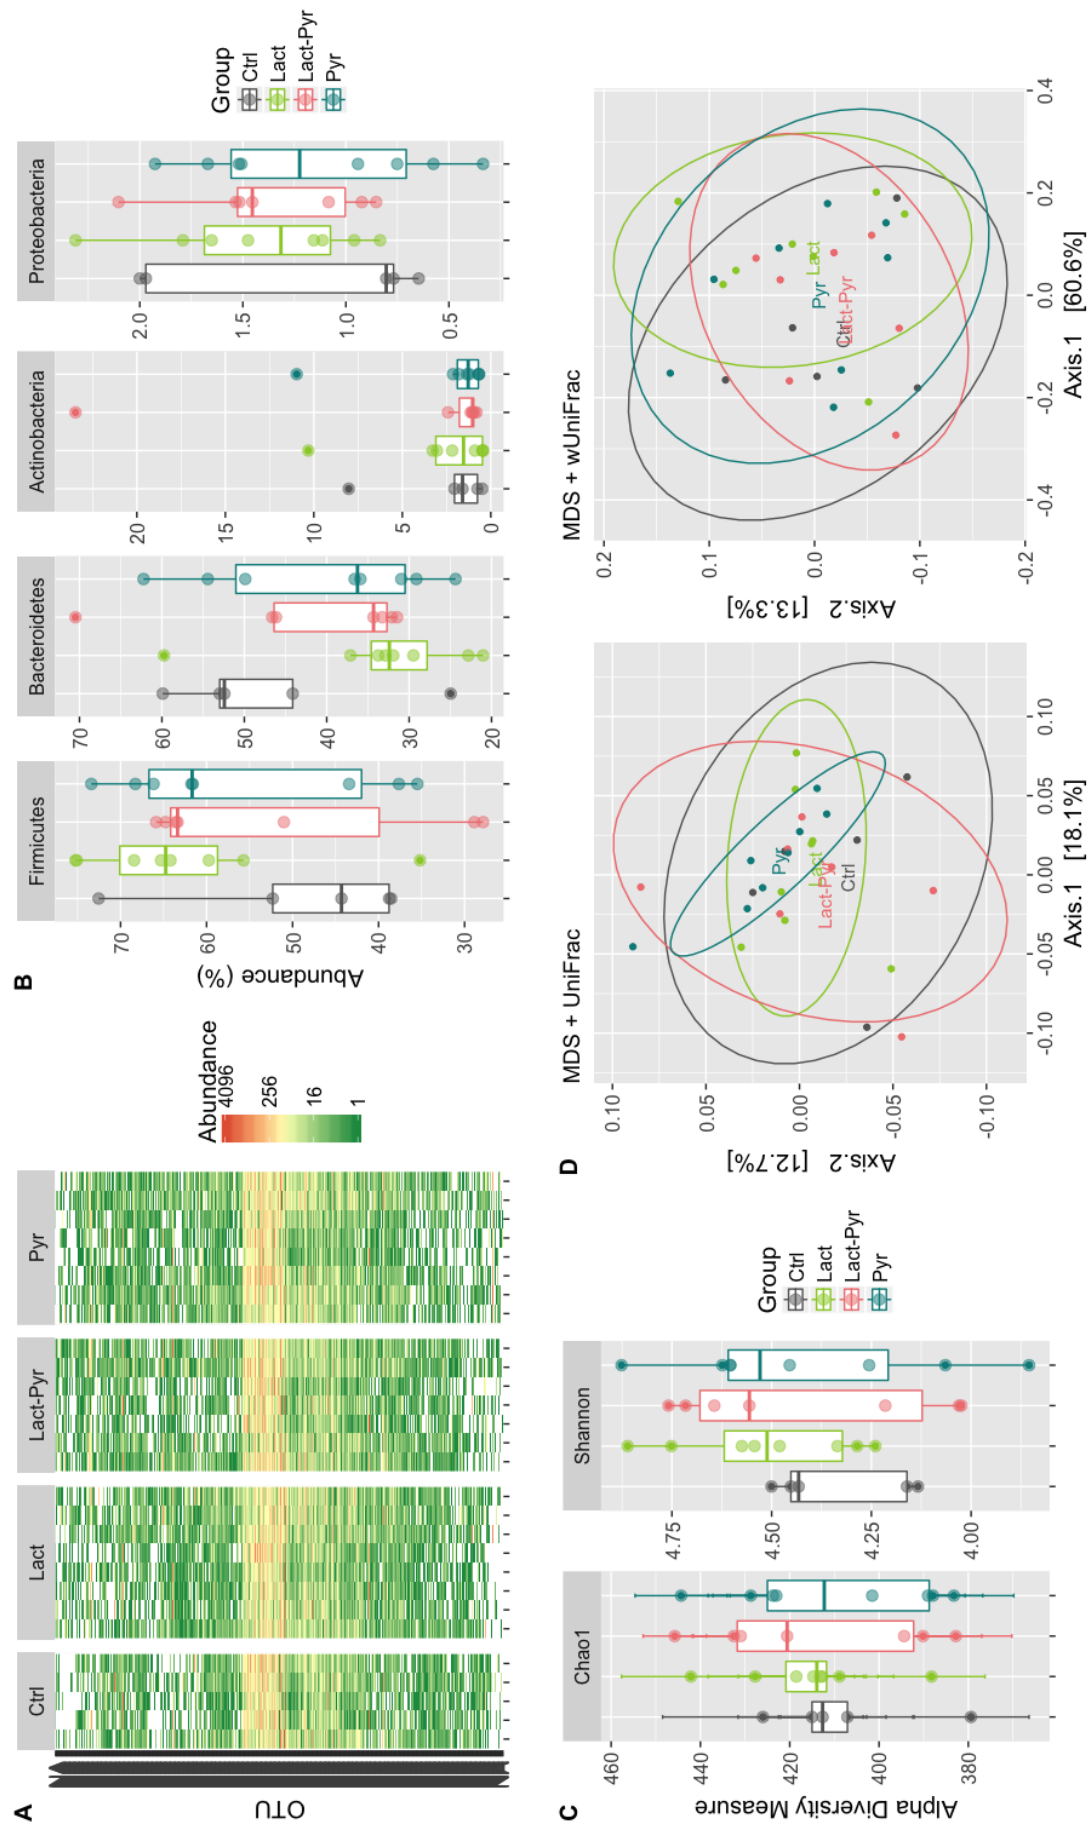 A
Ctrl
Lact
Lact-Pyr
Pyr
OTU
Abundance
4096
256
16
1
B
Firmicutes
Bacteroidetes
Actinobacteria
Proteobacteria
Abundance (%)
70
60
50
40
30
70
60
50
40
30
20
20
15
10
5
0
2.0
1.5
1.0
0.5
Group
Ctrl
Lact
Lact-Pyr
Pyr
C
Chao1
Shannon
Alpha Diversity Measure
460
440
420
400
380
4.75
4.50
4.25
4.00
Group
Ctrl
Lact
Lact-Pyr
Pyr
D
MDS + UniFrac
Axis.2 [12.7%]
0.10
0.05
0.00
-0.05
-0.10
Pyr
Lact
Lact-Pyr
Ctrl
-0.10
-0.05
0.00
0.05
0.10
Axis.1 [18.1%]
MDS + wUniFrac
Axis.2 [13.3%]
0.2
0.1
0.0
-0.1
-0.2
Lact
Pyr
Lact-Pyr
Ctrl
-0.4
-0.2
0.0
0.2
0.4
Axis.1 [60.6%]